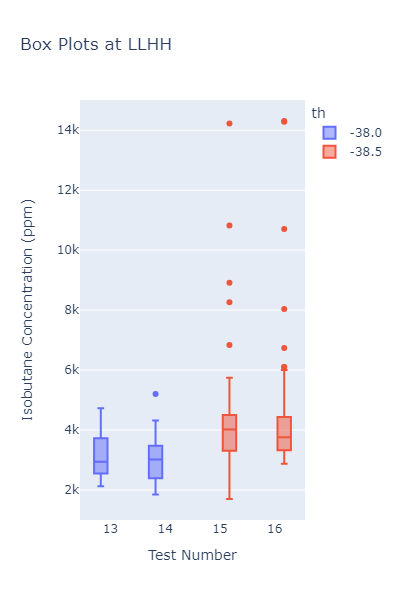 Box Plots at LLHH
th
-38.0
-38.5
14k
12k
10k
8k
6k
4k
2k
Isobutane Concentration (ppm)
13 14 15 16
Test Number